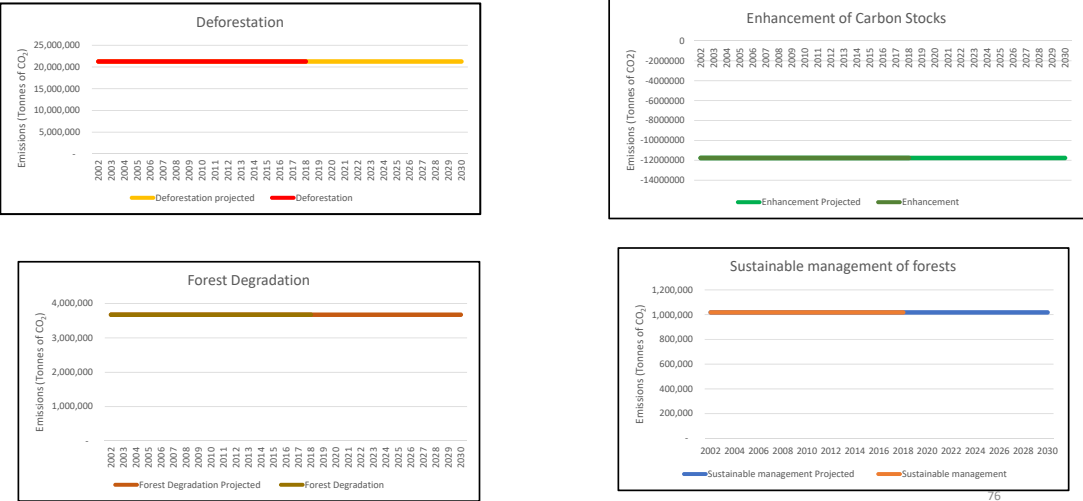 Deforestation
Emissions (Tonnes of CO₂)
25,000,000
20,000,000
15,000,000
10,000,000
5,000,000
-
2002 2003 2004 2005 2006 2007 2008 2009 2010 2011 2012 2013 2014 2015 2016 2017 2018 2019 2020 2021 2022 2023 2024 2025 2026 2027 2028 2029 2030
Deforestation projected Deforestation
Enhancement of Carbon Stocks
Emissions (Tonnes of CO2)
0
-2000000
-4000000
-6000000
-8000000
-10000000
-12000000
-14000000
2002 2003 2004 2005 2006 2007 2008 2009 2010 2011 2012 2013 2014 2015 2016 2017 2018 2019 2020 2021 2022 2023 2024 2025 2026 2027 2028 2029 2030
Enhancement Projected Enhancement
Forest Degradation
Emissions (Tonnes of CO₂)
4,000,000
3,000,000
2,000,000
1,000,000
-
2002 2003 2004 2005 2006 2007 2008 2009 2010 2011 2012 2013 2014 2015 2016 2017 2018 2019 2020 2021 2022 2023 2024 2025 2026 2027 2028 2029 2030
Forest Degradation Projected Forest Degradation
Sustainable management of forests
Emissions (Tonnes of CO₂)
1,200,000
1,000,000
800,000
600,000
400,000
200,000
-
2002 2004 2006 2008 2010 2012 2014 2016 2018 2020 2022 2024 2026 2028 2030
Sustainable management Projected Sustainable management
76